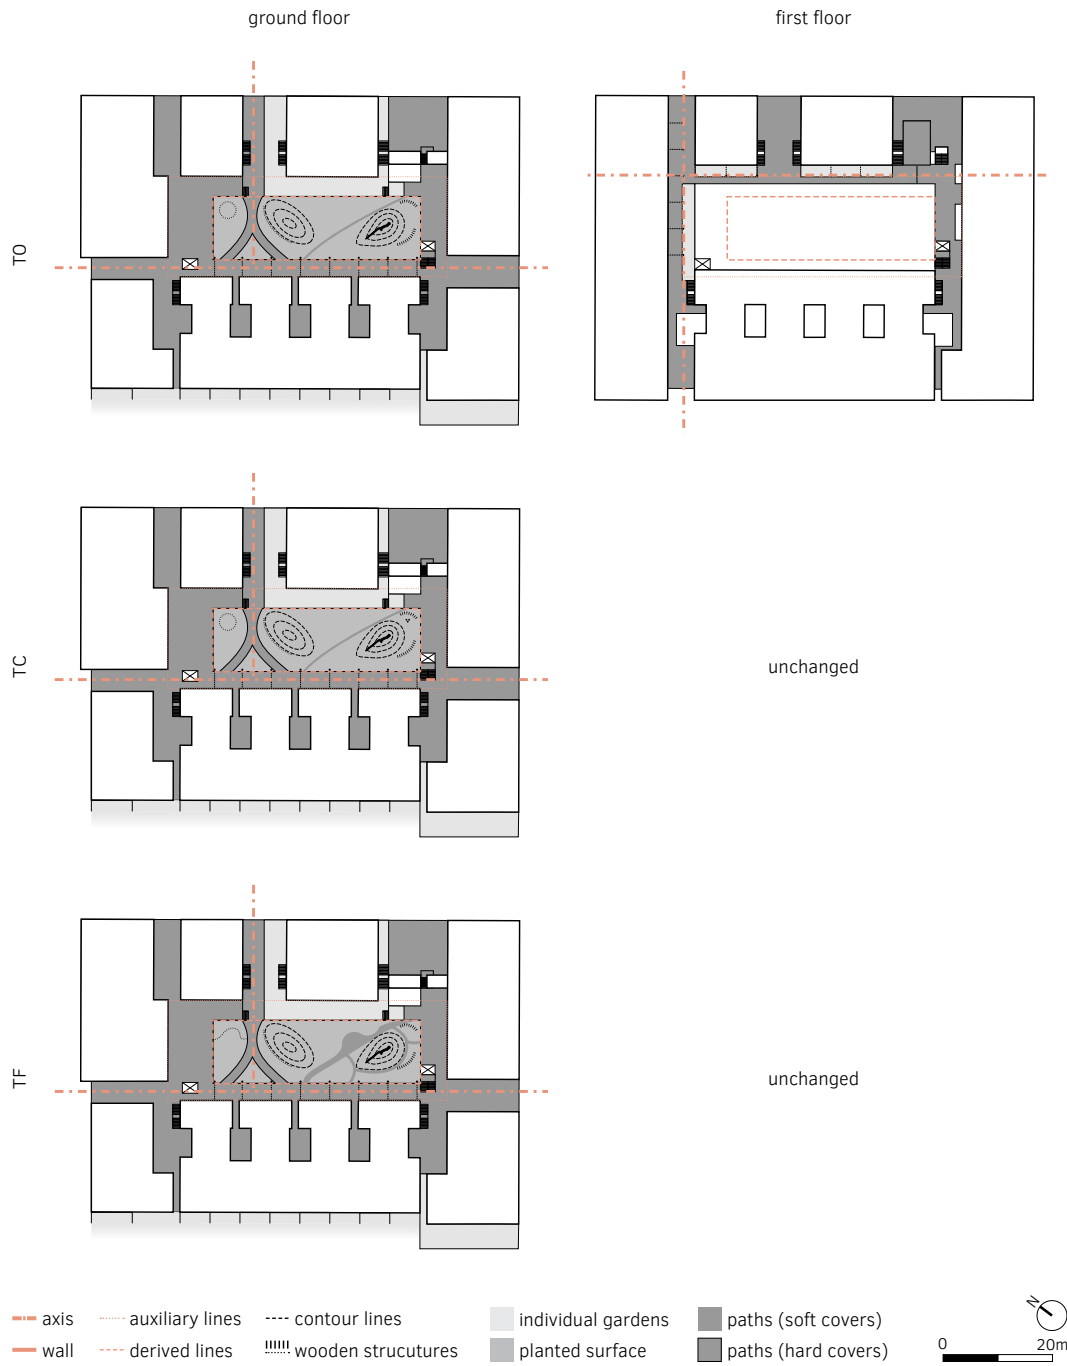 ground floor
first floor
TO
TC
unchanged
TF
unchanged
axis
auxiliary lines
contour lines
individual gardens
paths (soft covers)
wall
derived lines
wooden strucutures
planted surface
paths (hard covers)
N
0
20m